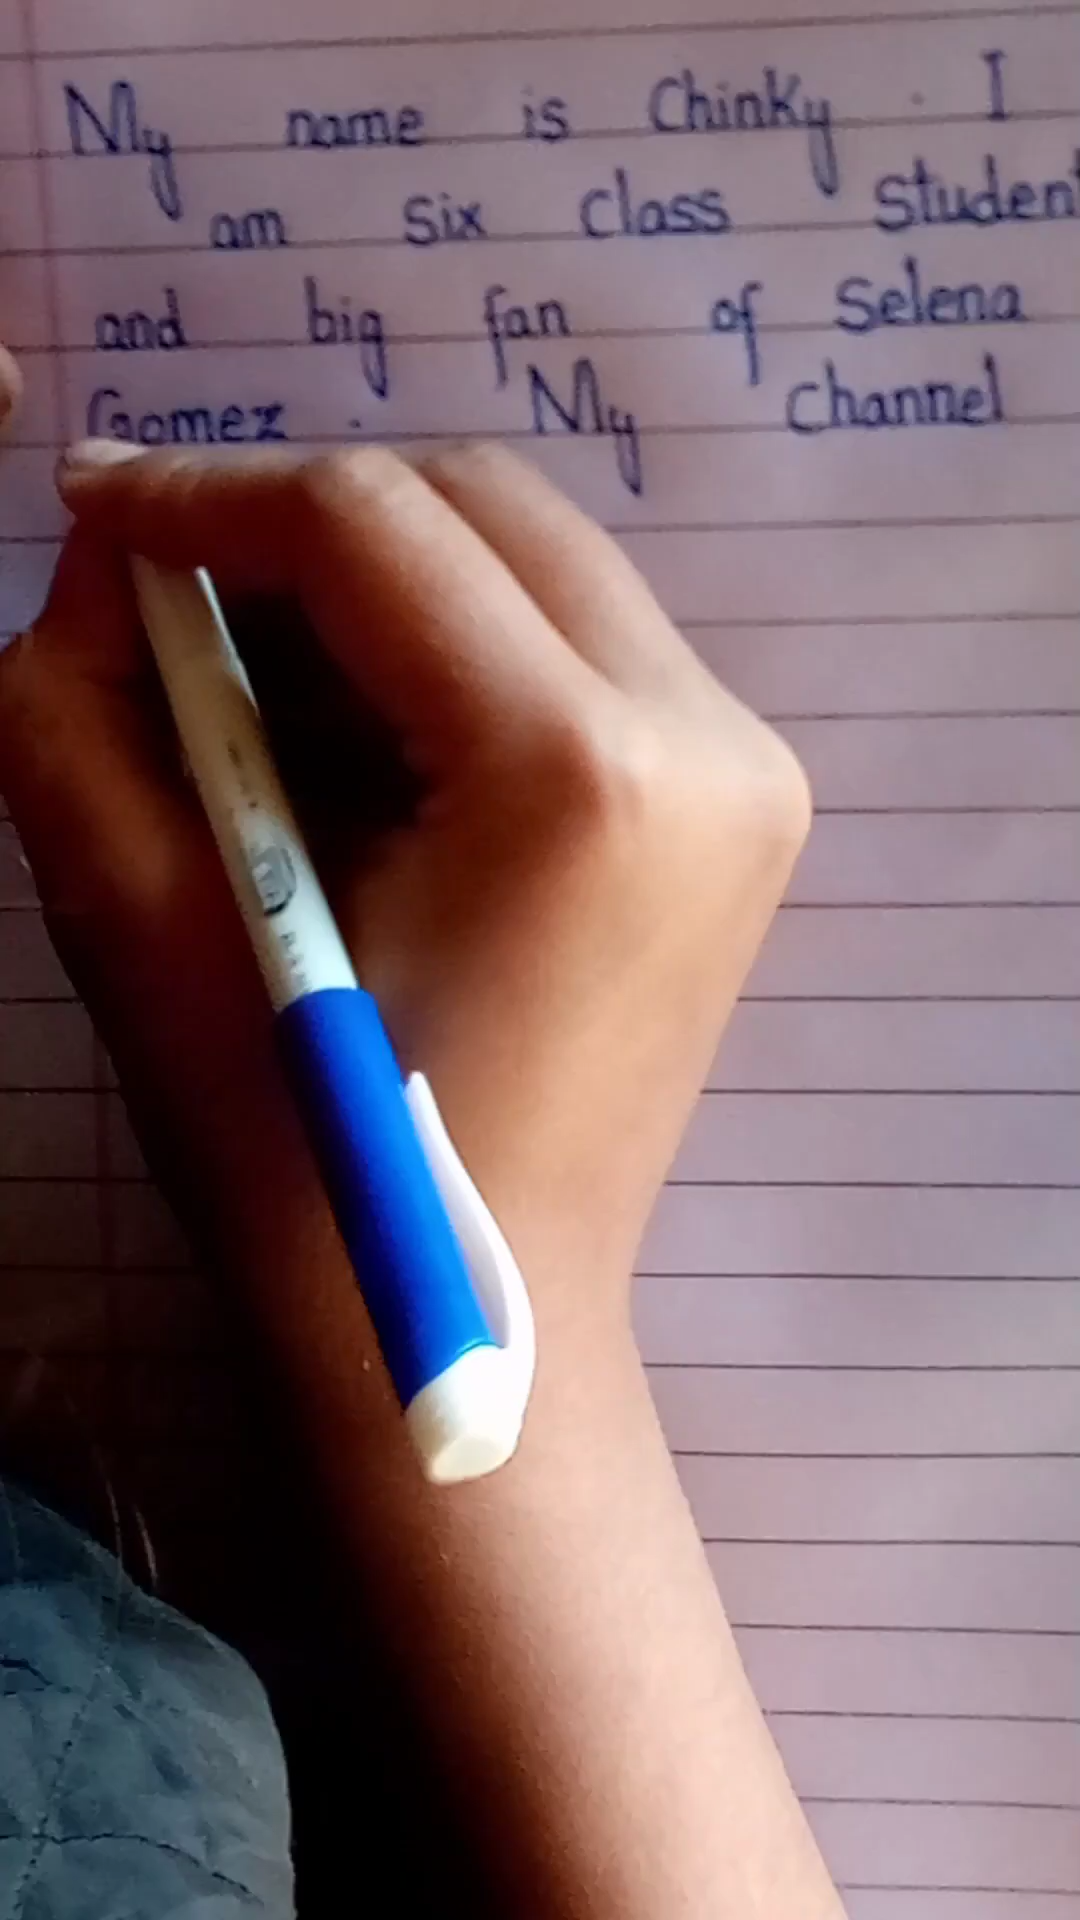 My name is Chinky. I
am six class student
and big fan of Selena
Gomez. My channel